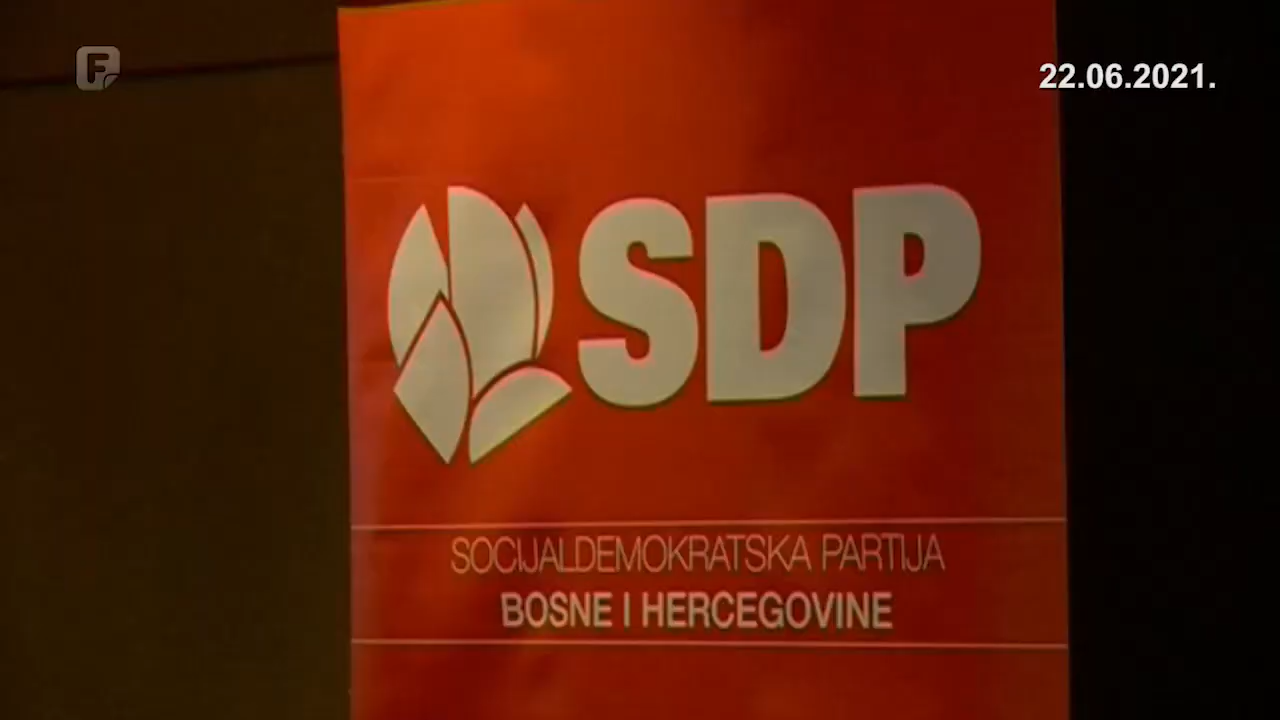 F
22.06.2021.
SDP
SOCIJALDEMOKRATSKA PARTIJA
BOSNE I HERCEGOVINE